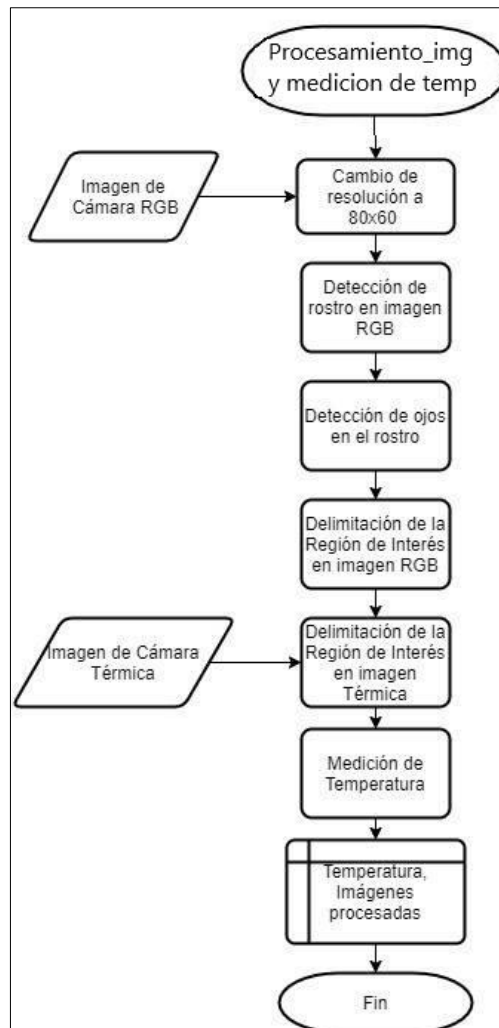 Procesamiento_img
y medicion de temp
Imagen de
Cámara RGB
Cambio de
resolución a
80x60
Detección de
rostro en imagen
RGB
Detección de ojos
en el rostro
Delimitación de la
Región de Interés
en imagen RGB
Imagen de Cámara
Térmica
Delimitación de la
Región de Interés
en imagen
Térmica
Medición de
Temperatura
Temperatura,
Imágenes
procesadas
Fin